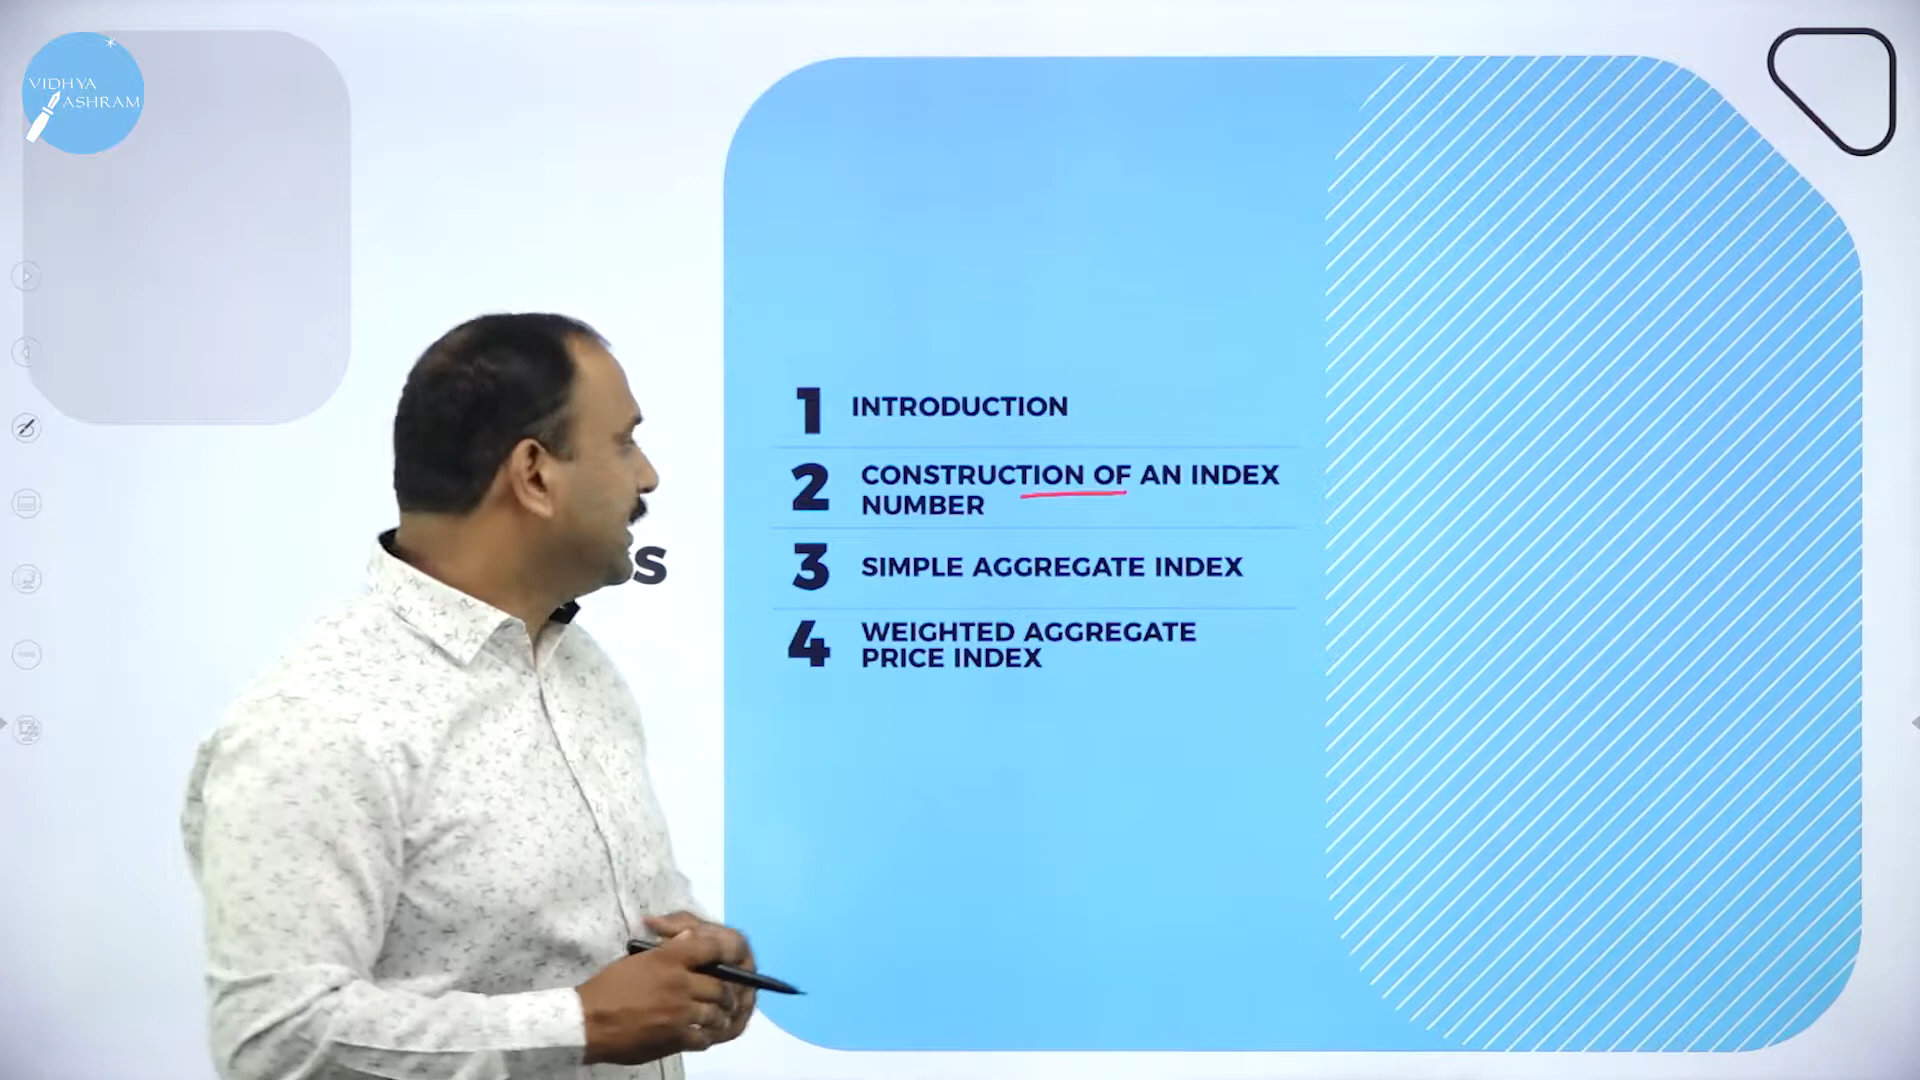 VIDHYA
ASHRAM
1 INTRODUCTION
2 CONSTRUCTION OF AN INDEX
NUMBER
3 SIMPLE AGGREGATE INDEX
4 WEIGHTED AGGREGATE
PRICE INDEX